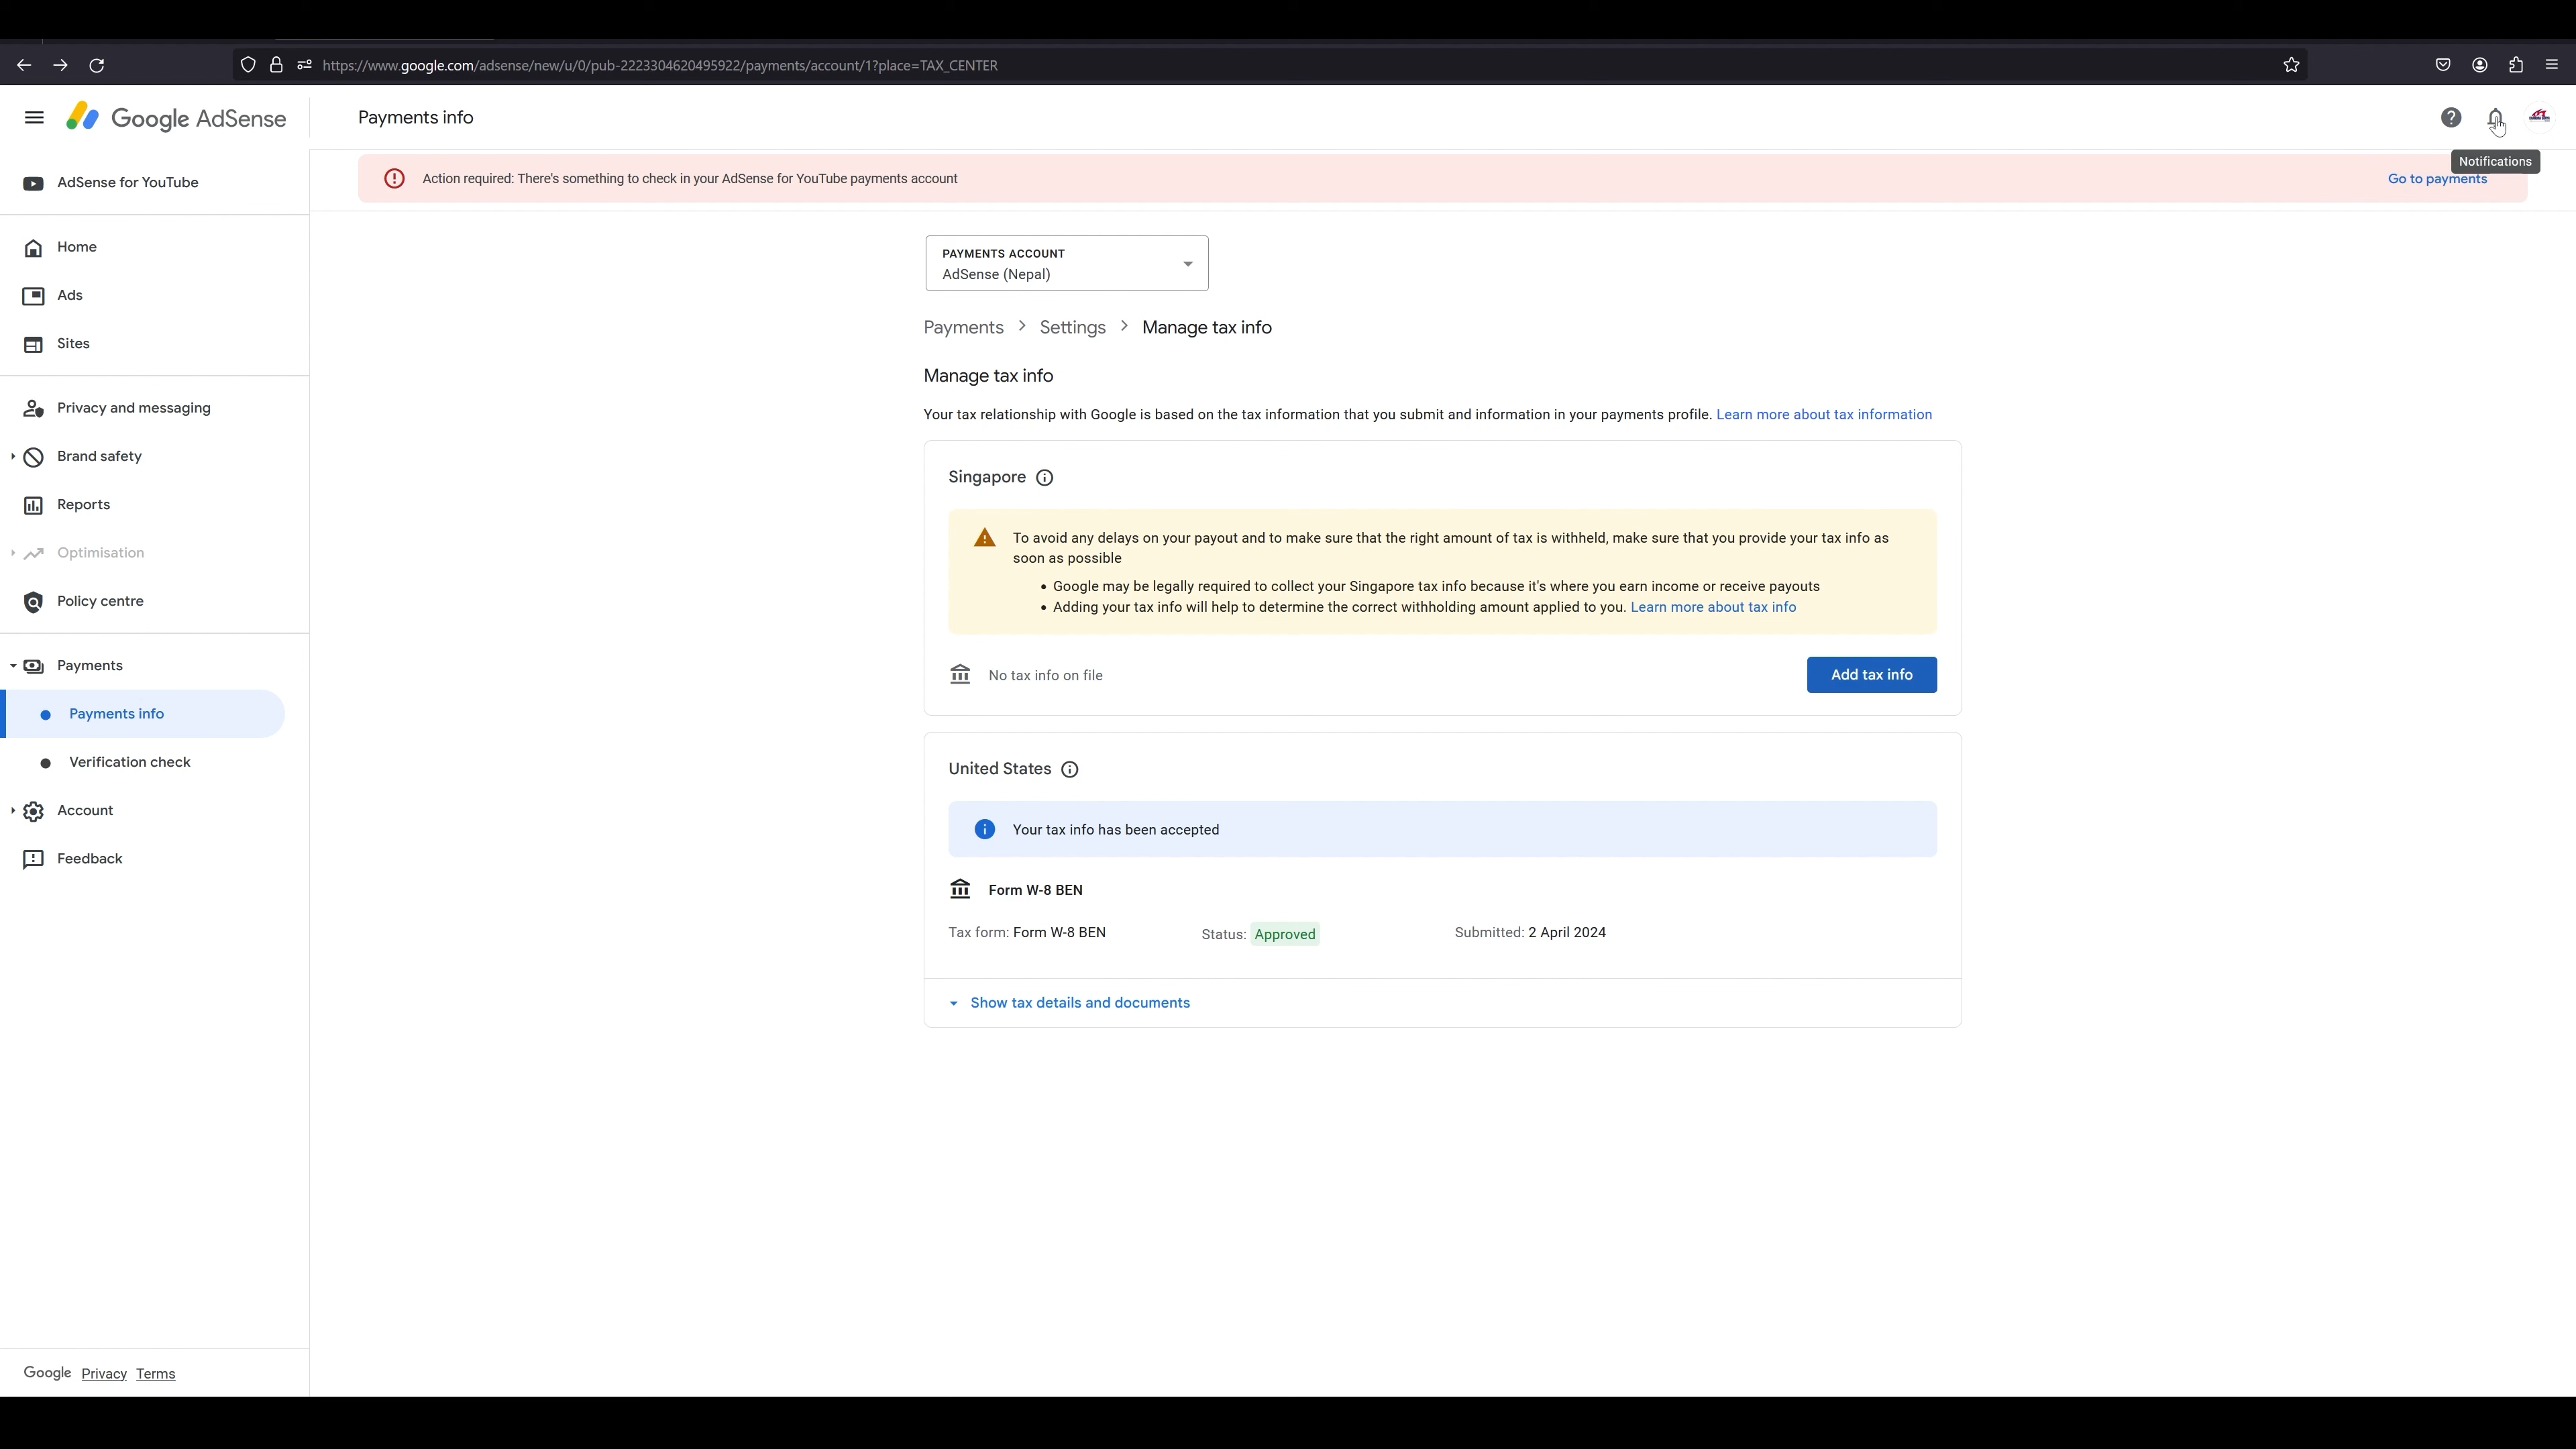 https://www.google.com/adsense/new/u/0/pub-2223304620495922/payments/account/1?place=TAX_CENTER
Google AdSense
Payments info
Notifications
AdSense for YouTube
Action required: There's something to check in your AdSense for YouTube payments account
Go to payments
Home
Ads
Sites
Privacy and messaging
Brand safety
Reports
Optimisation
Policy centre
Payments
Payments info
Verification check
Account
Feedback
Google Privacy Terms
PAYMENTS ACCOUNT
AdSense (Nepal)
Payments > Settings > Manage tax info
Manage tax info
Your tax relationship with Google is based on the tax information that you submit and information in your payments profile. Learn more about tax information
Singapore
To avoid any delays on your payout and to make sure that the right amount of tax is withheld, make sure that you provide your tax info as
soon as possible
• Google may be legally required to collect your Singapore tax info because it's where you earn income or receive payouts
• Adding your tax info will help to determine the correct withholding amount applied to you. Learn more about tax info
No tax info on file
Add tax info
United States
Your tax info has been accepted
Form W-8 BEN
Tax form: Form W-8 BEN
Status: Approved
Submitted: 2 April 2024
Show tax details and documents